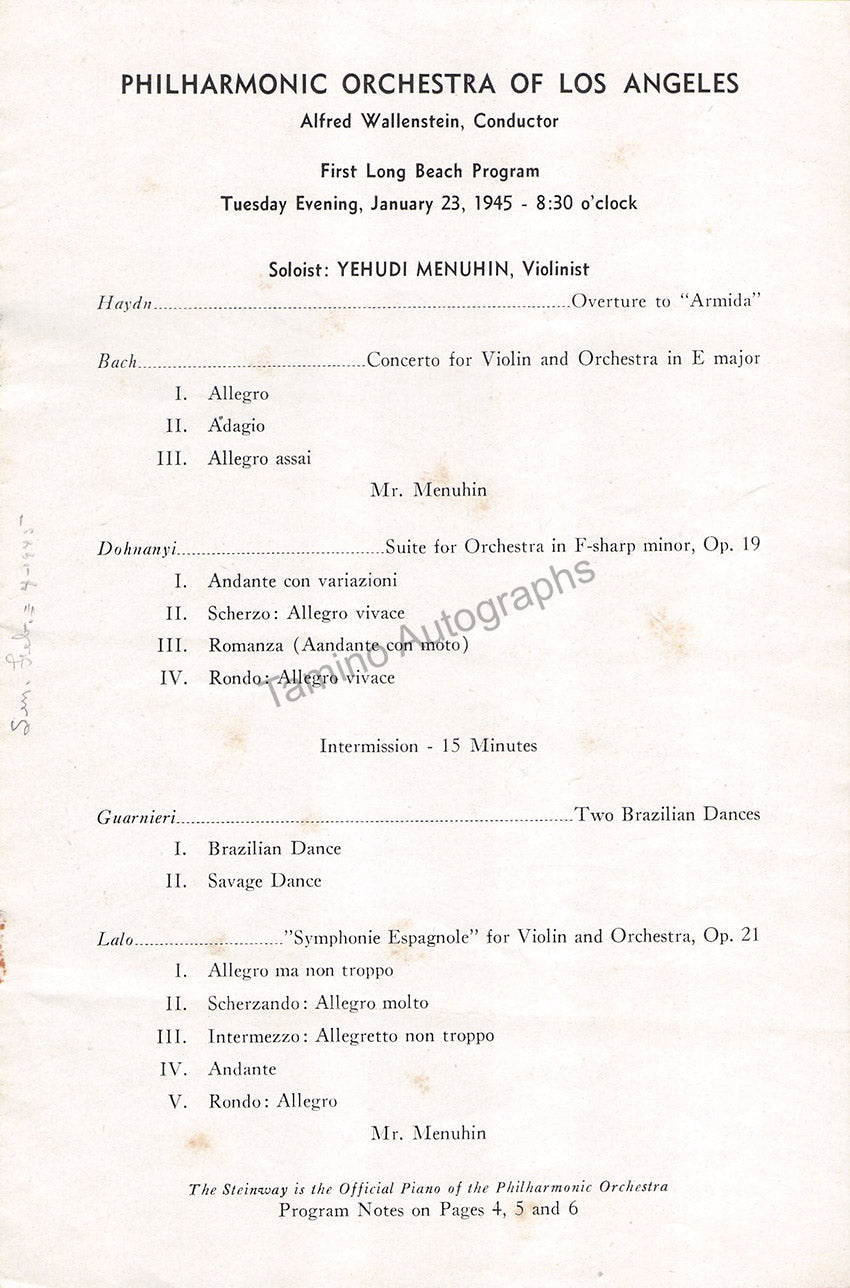 PHILHARMONIC ORCHESTRA OF LOS ANGELES
Alfred Wallenstein, Conductor
First Long Beach Program
Tuesday Evening, January 23, 1945 - 8:30 o'clock
Soloist: YEHUDI MENUHIN, Violinist
Haydn Overture to "Armida"
Bach Concerto for Violin and Orchestra in E major
I. Allegro
II. Adagio
III. Allegro assai
Mr. Menuhin
Dohnanyi Suite for Orchestra in F-sharp minor, Op. 19
I. Andante con variazioni
II. Scherzo: Allegro vivace
III. Romanza (Aandante con moto)
IV. Rondo: Allegro vivace
Intermission - 15 Minutes
Guarnieri Two Brazilian Dances
I. Brazilian Dance
II. Savage Dance
Lalo "Symphonie Espagnole" for Violin and Orchestra, Op. 21
I. Allegro ma non troppo
II. Scherzando: Allegro molto
III. Intermezzo: Allegretto non troppo
IV. Andante
V. Rondo: Allegro
Mr. Menuhin
The Steinway is the Official Piano of the Philharmonic Orchestra
Program Notes on Pages 4, 5 and 6
Tamino Autographs
Feb. 4-1945